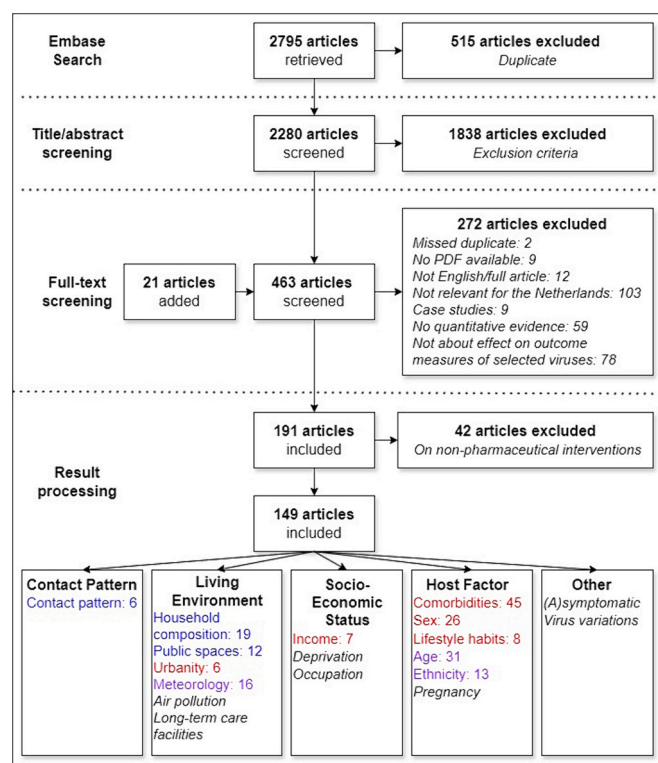 Embase
Search
2795 articles
retrieved
515 articles excluded
Duplicate
Title/abstract
screening
2280 articles
screened
1838 articles excluded
Exclusion criteria
Full-text
screening
21 articles
added
463 articles
screened
272 articles excluded
Missed duplicate: 2
No PDF available: 9
Not English/full article: 12
Not relevant for the Netherlands: 103
Case studies: 9
No quantitative evidence: 59
Not about effect on outcome
measures of selected viruses: 78
Result
processing
191 articles
included
42 articles excluded
On non-pharmaceutical interventions
149 articles
included
Contact Pattern
Contact pattern: 6
Living
Environment
Household
composition: 19
Public spaces: 12
Urbanity: 6
Meteorology: 16
Air pollution
Long-term care
facilities
Socio-
Economic
Status
Income: 7
Deprivation
Occupation
Host Factor
Comorbidities: 45
Sex: 26
Lifestyle habits: 8
Age: 31
Ethnicity: 13
Pregnancy
Other
(A)symptomatic
Virus variations